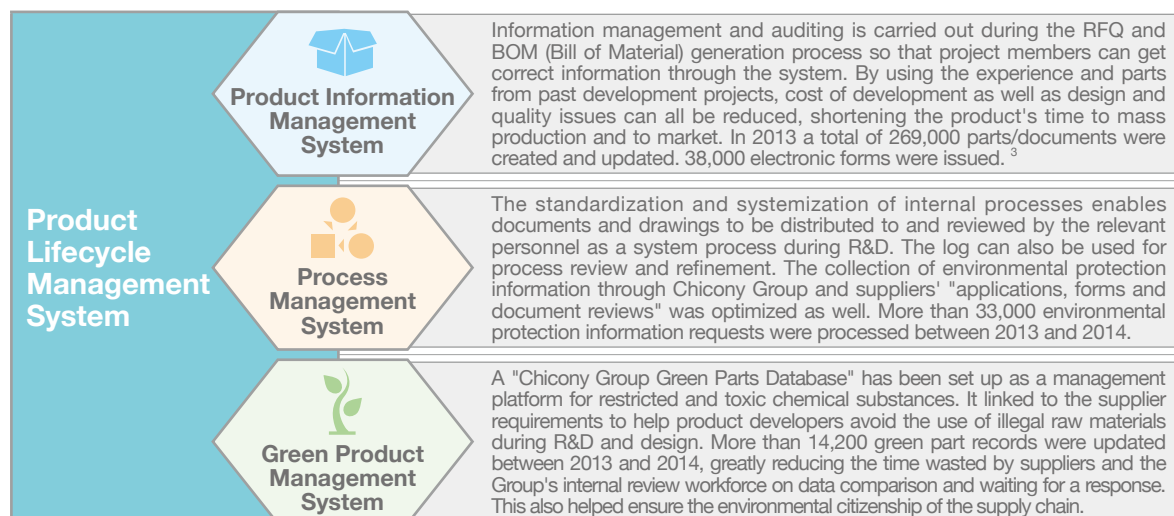 Product
Lifecycle
Management
System
Product Information
Management
System
Information management and auditing is carried out during the RFQ and
BOM (Bill of Material) generation process so that project members can get
correct information through the system. By using the experience and parts
from past development projects, cost of development as well as design and
quality issues can all be reduced, shortening the product's time to mass
production and to market. In 2013 a total of 269,000 parts/documents were
created and updated. 38,000 electronic forms were issued. 3
Process
Management
System
The standardization and systemization of internal processes enables
documents and drawings to be distributed to and reviewed by the relevant
personnel as a system process during R&D. The log can also be used for
process review and refinement. The collection of environmental protection
information through Chicony Group and suppliers' "applications, forms and
document reviews" was optimized as well. More than 33,000 environmental
protection information requests were processed between 2013 and 2014.
Green Product
Management
System
A "Chicony Group Green Parts Database" has been set up as a management
platform for restricted and toxic chemical substances. It linked to the supplier
requirements to help product developers avoid the use of illegal raw materials
during R&D and design. More than 14,200 green part records were updated
between 2013 and 2014, greatly reducing the time wasted by suppliers and the
Group's internal review workforce on data comparison and waiting for a response.
This also helped ensure the environmental citizenship of the supply chain.